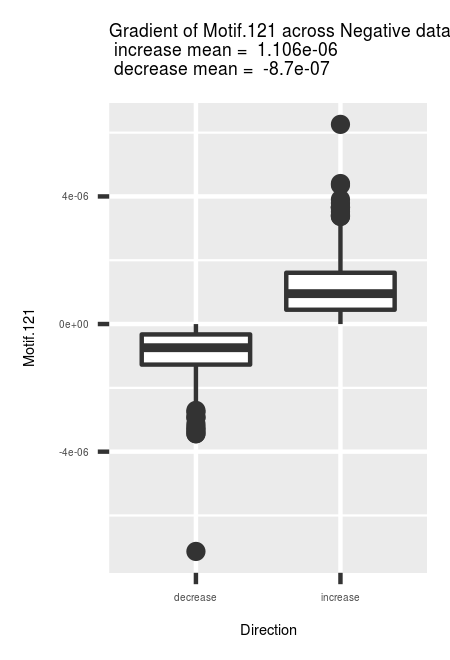 Gradient of Motif.121 across Negative data
increase mean =  1.106e-06
decrease mean =  -8.7e-07
4e-06
0e+00
-4e-06
Motif.121
decrease
increase
Direction